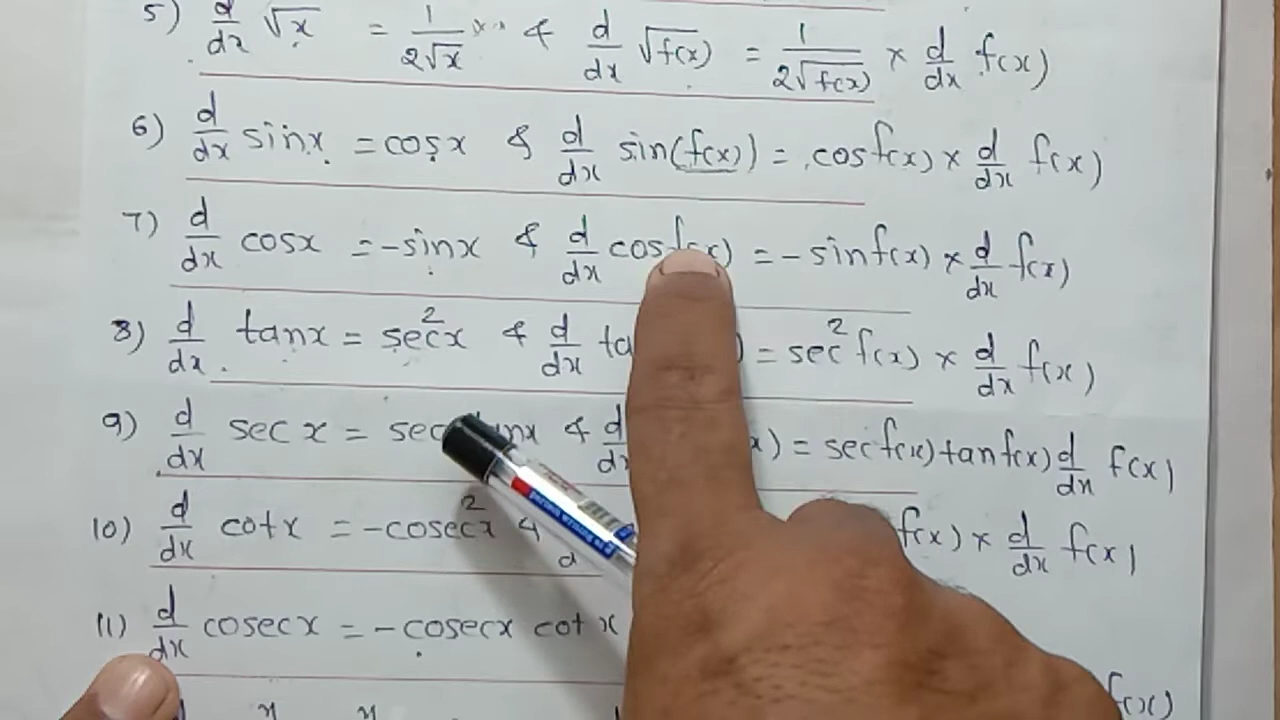 5) d/dx √x = 1/2√x & d/dx √f(x) = 1/2√f(x) × d/dx f(x)
6) d/dx sinx = cosx & d/dx sin(f(x)) = cosf(x) × d/dx f(x)
7) d/dx cosx = -sinx & d/dx cosf(x) = -sinf(x) × d/dx f(x)
8) d/dx tanx = sec²x & d/dx ) = sec²f(x) × d/dx f(x)
9) d/dx secx = sec & x) = secf(x)tanf(x) d/dx f(x)
10) d/dx cotx = -cosec²x & f(x) × d/dx f(x)
11) d/dx cosecx = -cosecx cotx
f(x)